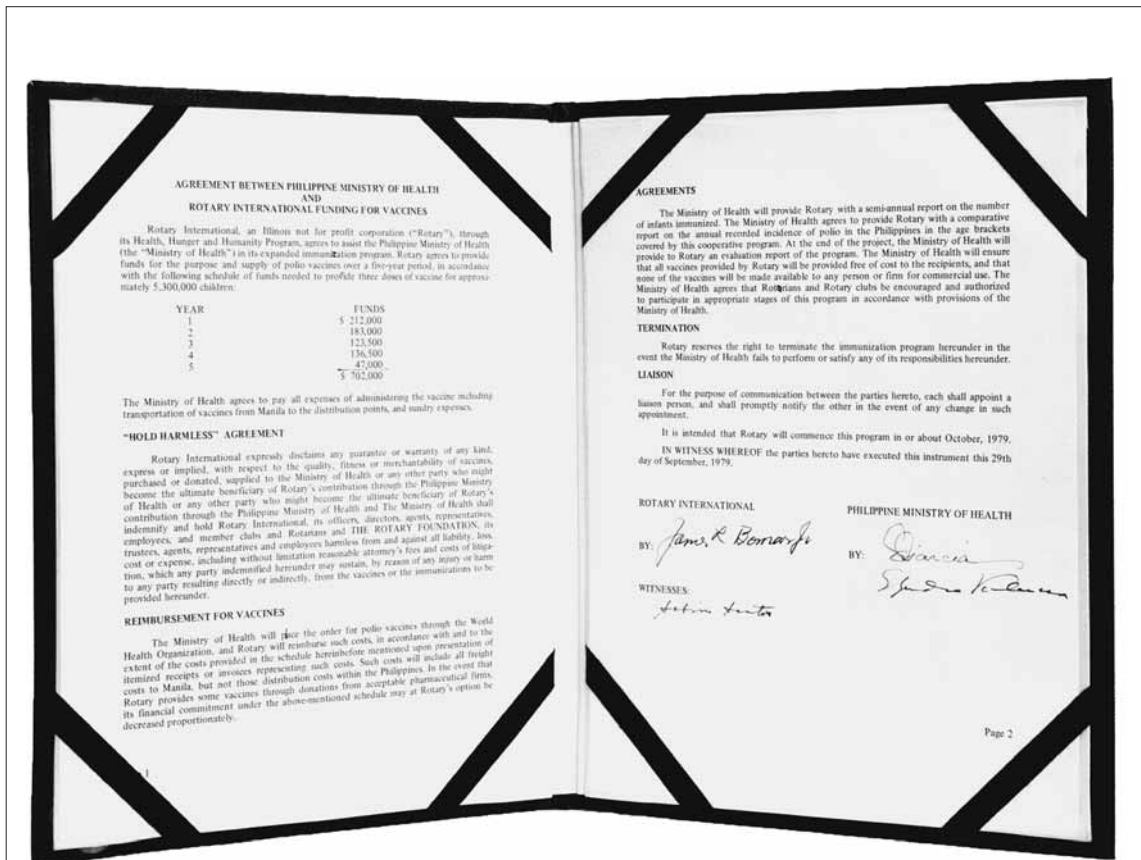 AGREEMENT BETWEEN PHILIPPINE MINISTRY OF HEALTH
AND
ROTARY INTERNATIONAL FUNDING FOR VACCINES
Rotary International, an Illinois not for profit corporation ("Rotary"), through
its Health, Hunger and Humanity Program, agrees to assist the Philippine Ministry of Health
(the "Ministry of Health") in its expanded immunization program. Rotary agrees to provide
funds for the purpose and supply of polio vaccines over a five-year period, in accordance
with the following schedule of funds needed to provide three doses of vaccine for approxi-
mately 5,300,000 children:
YEAR FUNDS
1 $ 212,000
2 183,000
3 123,500
4 136,500
5 47,000
$ 702,000
The Ministry of Health agrees to pay all expenses of administering the vaccine including
transportation of vaccines from Manila to the distribution points, and sundry expenses.
"HOLD HARMLESS" AGREEMENT
Rotary International expressly disclaims any guarantee or warranty of any kind,
express or implied, with respect to the quality, fitness or merchantability of vaccines,
purchased or donated, supplied to the Ministry of Health or any other party who might
become the ultimate beneficiary of Rotary's contribution through the Philippine Ministry
of Health or any other party who might become the ultimate beneficiary of Rotary's
contribution through the Philippine Ministry of Health and The Ministry of Health shall
indemnify and hold Rotary International, its officers, directors, agents, representatives,
employees, and member clubs and Rotarians and THE ROTARY FOUNDATION, its
trustees, agents, representatives and employees harmless from and against all liability, loss,
cost or expense, including without limitation reasonable attorney's fees and costs of litiga-
tion, which any party indemnified hereunder may sustain, by reason of any injury or harm
to any party resulting directly or indirectly, from the vaccines or the immunizations to be
provided hereunder.
REIMBURSEMENT FOR VACCINES
The Ministry of Health will place the order for polio vaccines through the World
Health Organization, and Rotary will reimburse such costs, in accordance with and to the
extent of the costs provided in the schedule hereinbefore mentioned upon presentation of
itemized receipts or invoices representing such costs. Such costs will include all freight
costs to Manila, but not those distribution costs within the Philippines. In the event that
Rotary provides some vaccines through donations from acceptable pharmaceutical firms,
its financial commitment under the above-mentioned schedule may at Rotary's option be
decreased proportionately.
1
AGREEMENTS
The Ministry of Health will provide Rotary with a semi-annual report on the number
of infants immunized. The Ministry of Health agrees to provide Rotary with a comparative
report on the annual recorded incidence of polio in the Philippines in the age brackets
covered by this cooperative program. At the end of the project, the Ministry of Health will
provide to Rotary an evaluation report of the program. The Ministry of Health will ensure
that all vaccines provided by Rotary will be provided free of cost to the recipients, and that
none of the vaccines will be made available to any person or firm for commercial use. The
Ministry of Health agrees that Rotarians and Rotary clubs be encouraged and authorized
to participate in appropriate stages of this program in accordance with provisions of the
Ministry of Health.
TERMINATION
Rotary reserves the right to terminate the immunization program hereunder in the
event the Ministry of Health fails to perform or satisfy any of its responsibilities hereunder.
LIAISON
For the purpose of communication between the parties hereto, each shall appoint a
liaison person, and shall promptly notify the other in the event of any change in such
appointment.
It is intended that Rotary will commence this program in or about October, 1979.
IN WITNESS WHEREOF the parties hereto have executed this instrument this 29th
day of September, 1979.
ROTARY INTERNATIONAL PHILIPPINE MINISTRY OF HEALTH
BY: James R Bomar Jr BY: Garcia
WITNESSES:
Page 2